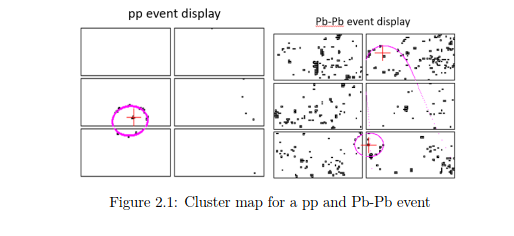 pp event display
Pb-Pb event display
Figure 2.1: Cluster map for a pp and Pb-Pb event